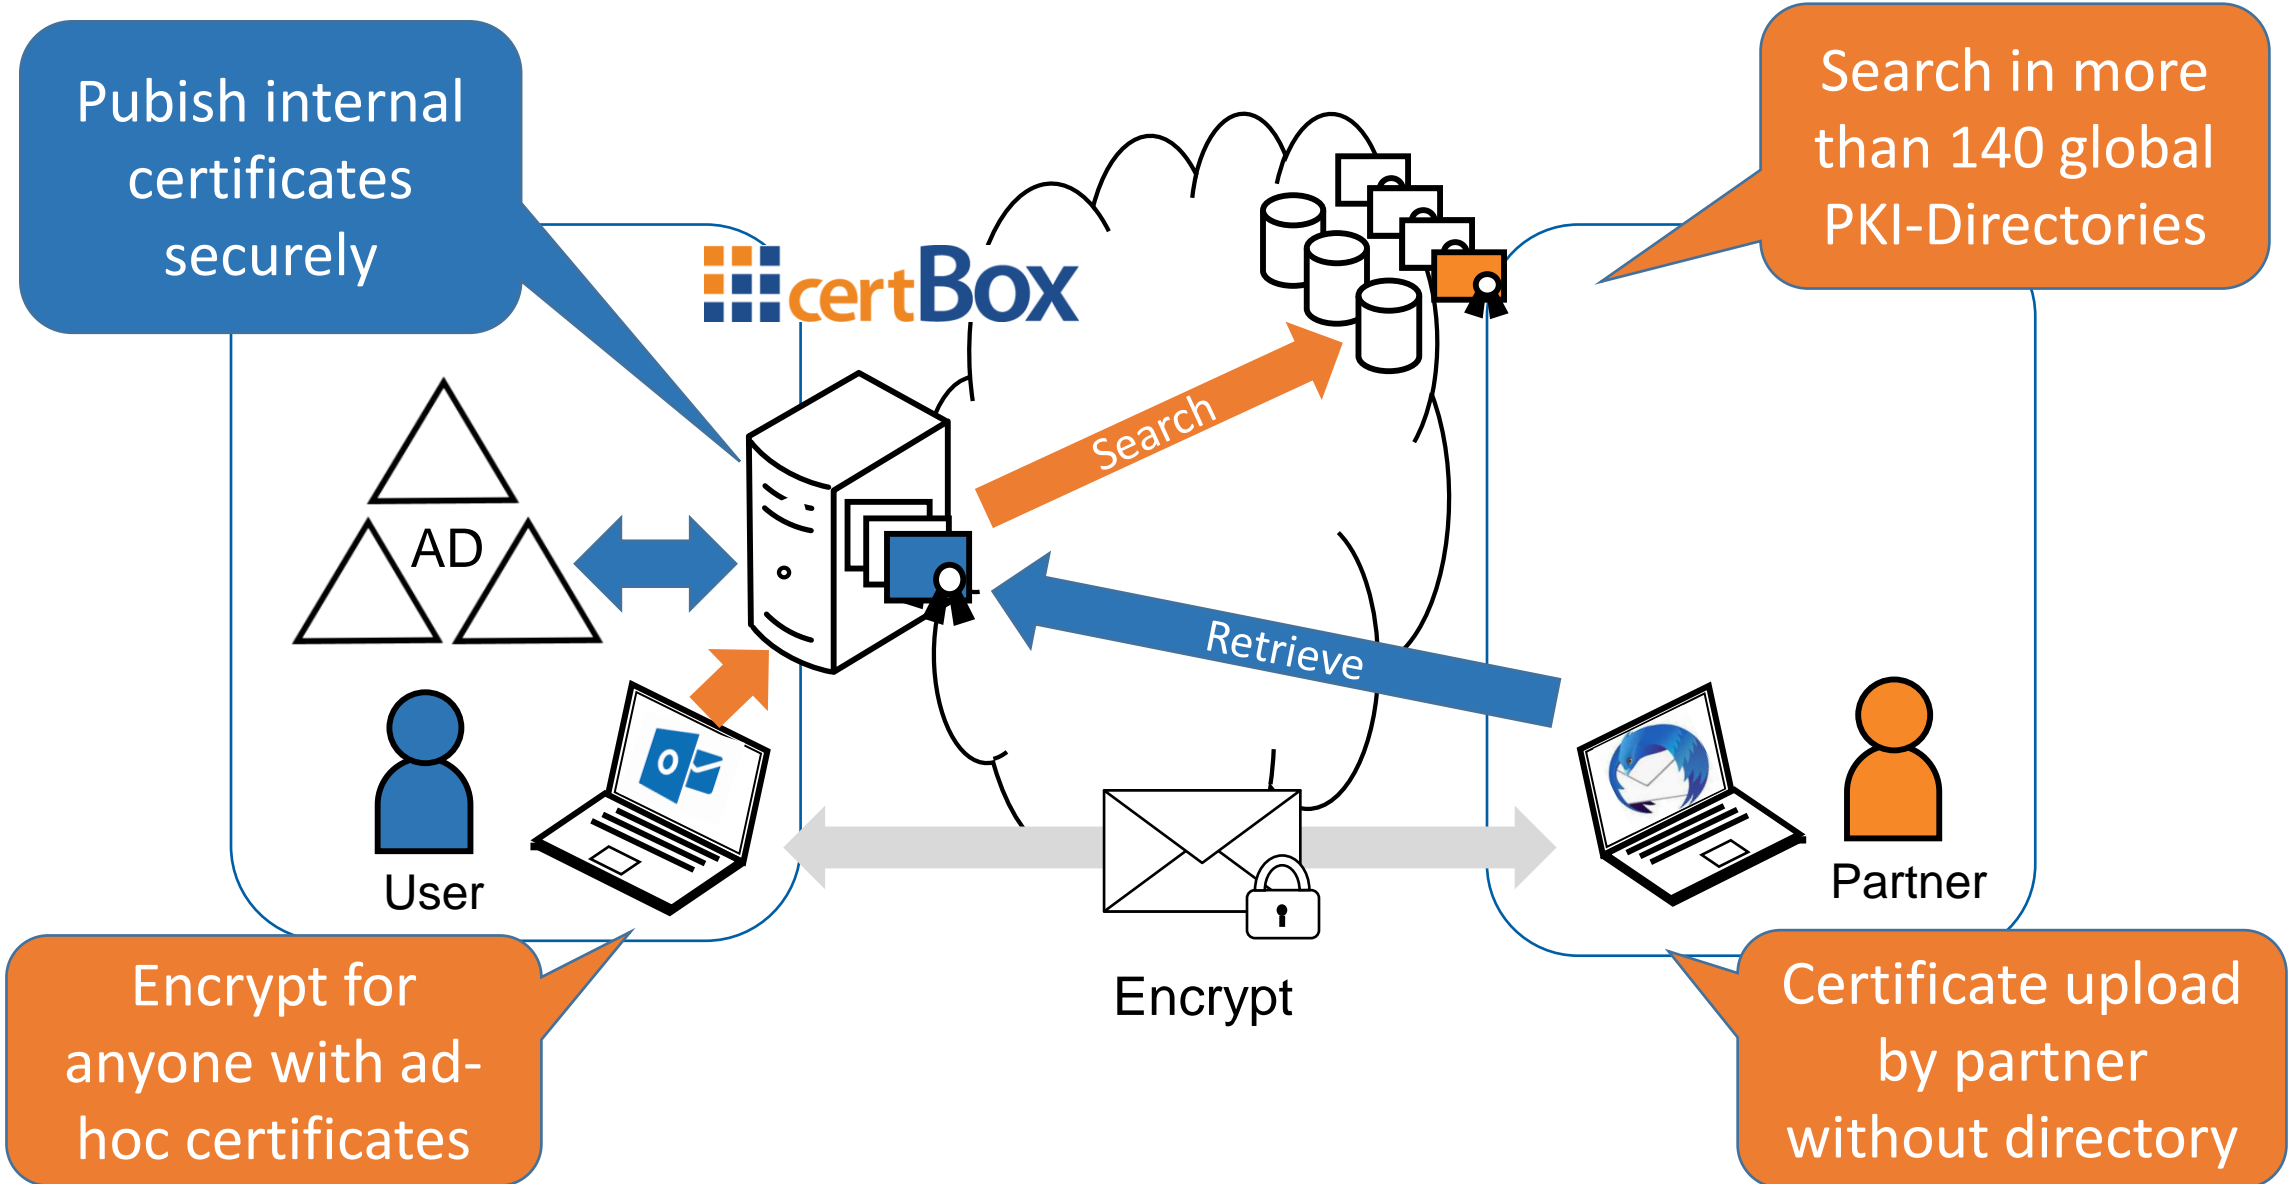 Pubish internal
certificates
securely
Search in more
than 140 global
PKI-Directories
certBox
Search
AD
Retrieve
User
Partner
Encrypt
Encrypt for
anyone with ad-
hoc certificates
Certificate upload
by partner
without directory